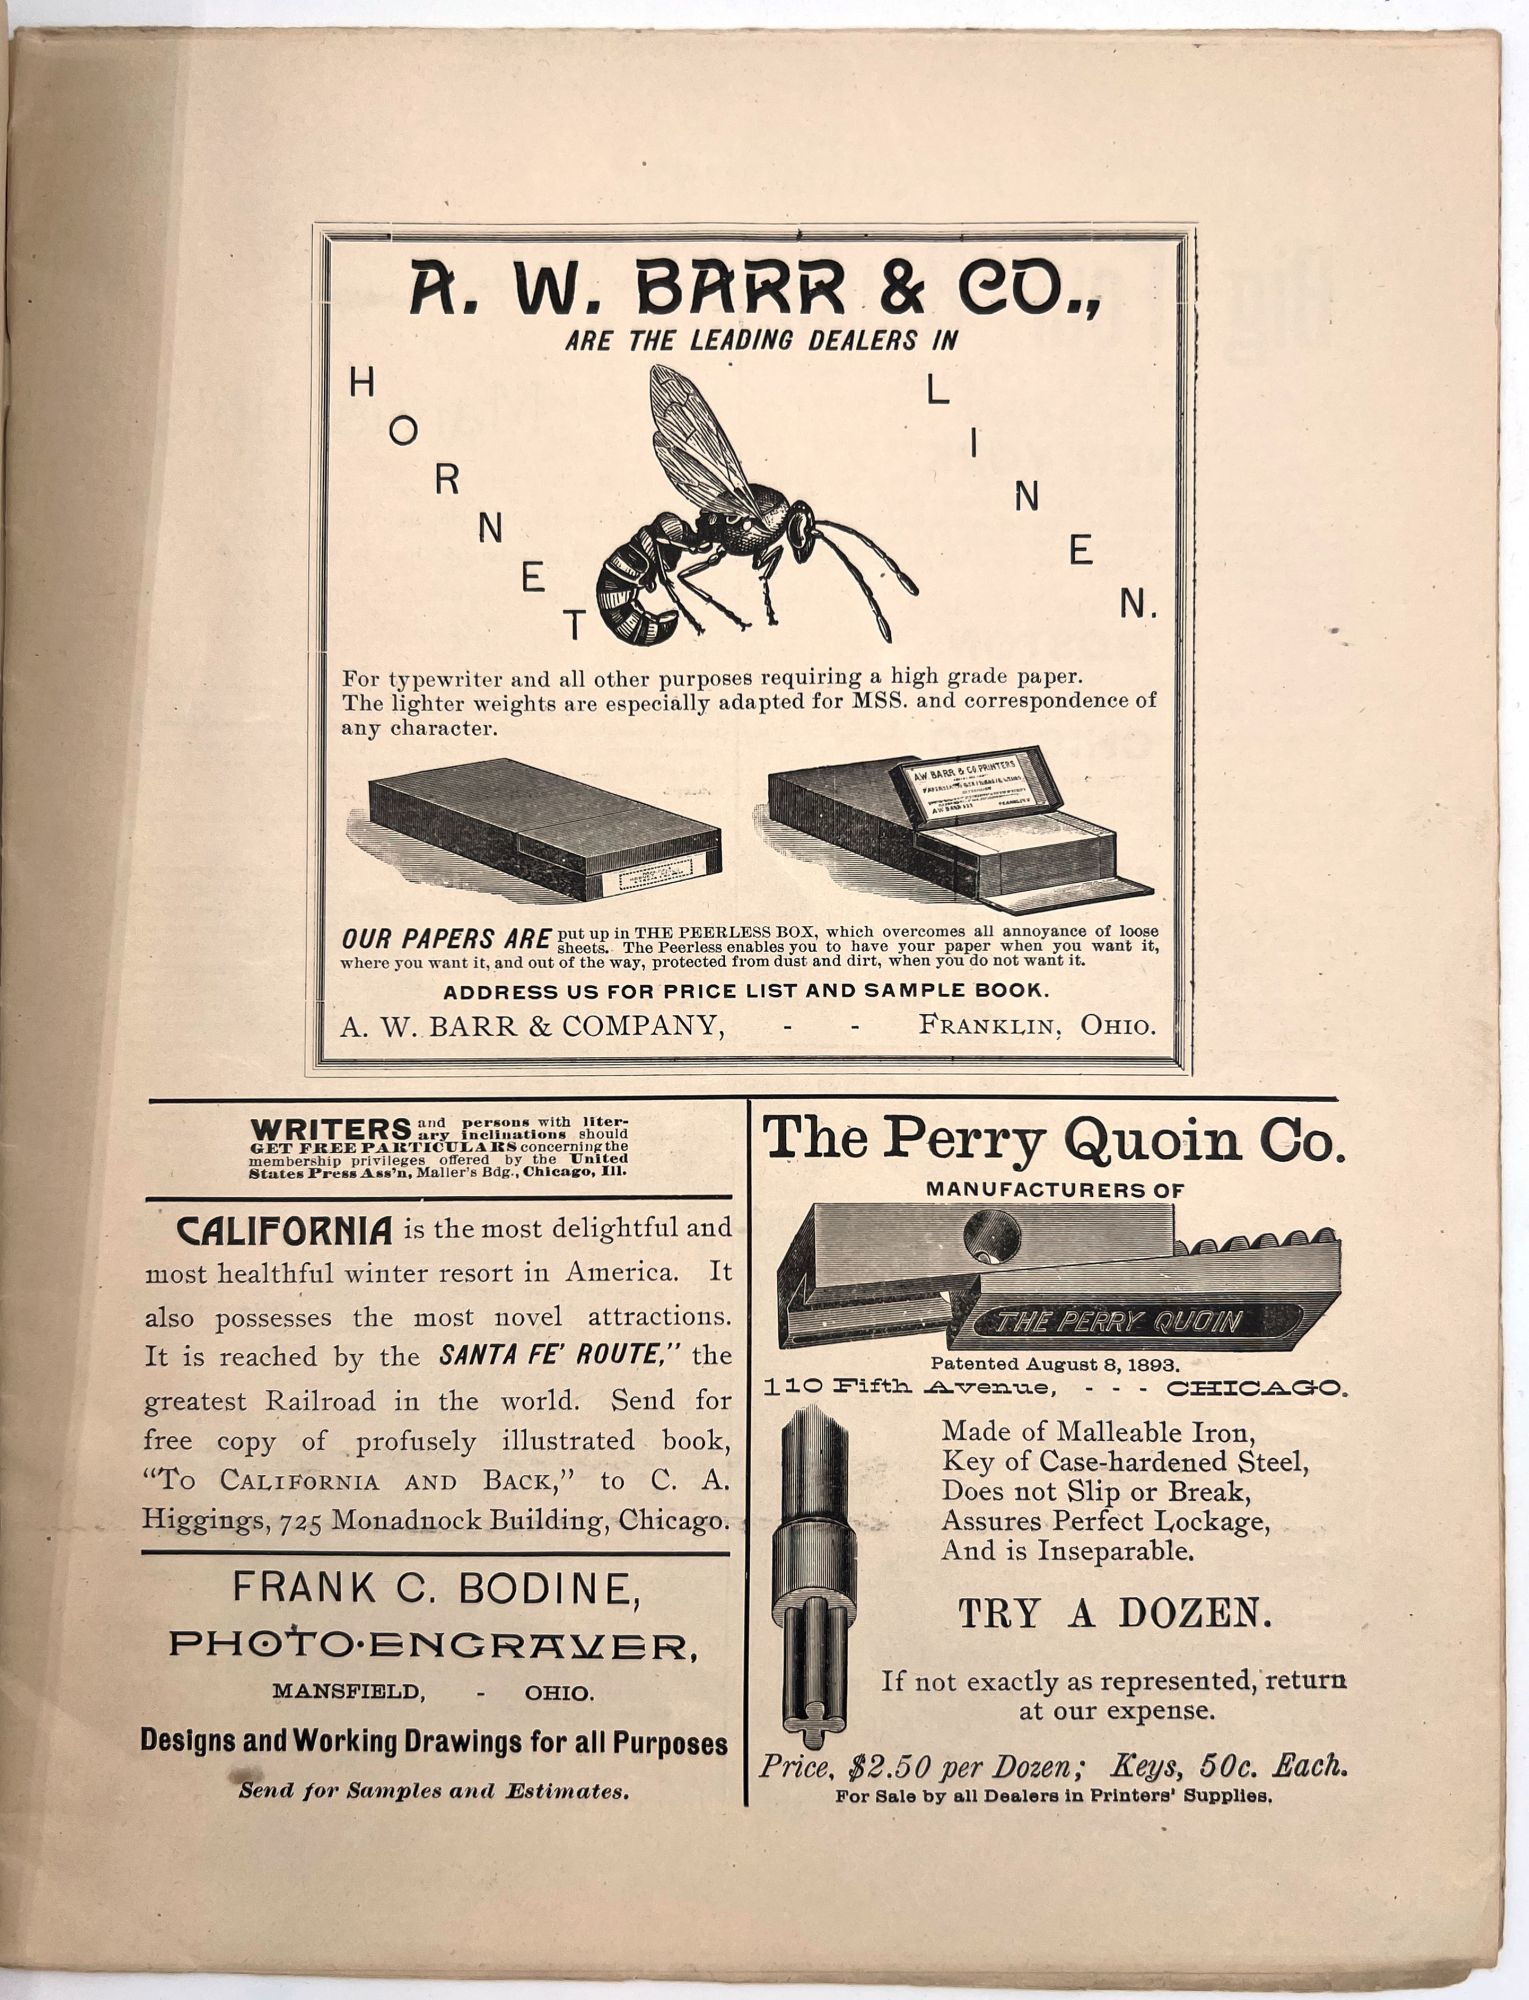 A. W. BARR & CO.,
ARE THE LEADING DEALERS IN
HORNET
LINEN.
For typewriter and all other purposes requiring a high grade paper.
The lighter weights are especially adapted for MSS. and correspondence of
any character.
A W BARR & CO PRINTERS
OUR PAPERS ARE put up in THE PEERLESS BOX, which overcomes all annoyance of loose
sheets. The Peerless enables you to have your paper when you want it,
where you want it, and out of the way, protected from dust and dirt, when you do not want it.
ADDRESS US FOR PRICE LIST AND SAMPLE BOOK.
A. W. BARR & COMPANY, - - FRANKLIN, OHIO.
WRITERS and persons with liter-
ary inclinations should
GET FREE PARTICULARS concerning the
membership privileges offered by the United
States Press Ass'n, Maller's Bdg., Chicago, Ill.
CALIFORNIA is the most delightful and
most healthful winter resort in America. It
also possesses the most novel attractions.
It is reached by the SANTA FE' ROUTE," the
greatest Railroad in the world. Send for
free copy of profusely illustrated book,
"TO CALIFORNIA AND BACK," to C. A.
Higgings, 725 Monadnock Building, Chicago.
FRANK C. BODINE,
PHOTO·ENGRAVER,
MANSFIELD, - OHIO.
Designs and Working Drawings for all Purposes
Send for Samples and Estimates.
The Perry Quoin Co.
MANUFACTURERS OF
THE PERRY QUOIN
Patented August 8, 1893.
110 Fifth Avenue, - - - CHICAGO.
Made of Malleable Iron,
Key of Case-hardened Steel,
Does not Slip or Break,
Assures Perfect Lockage,
And is Inseparable.
TRY A DOZEN.
If not exactly as represented, return
at our expense.
Price, $2.50 per Dozen; Keys, 50c. Each.
For Sale by all Dealers in Printers' Supplies.